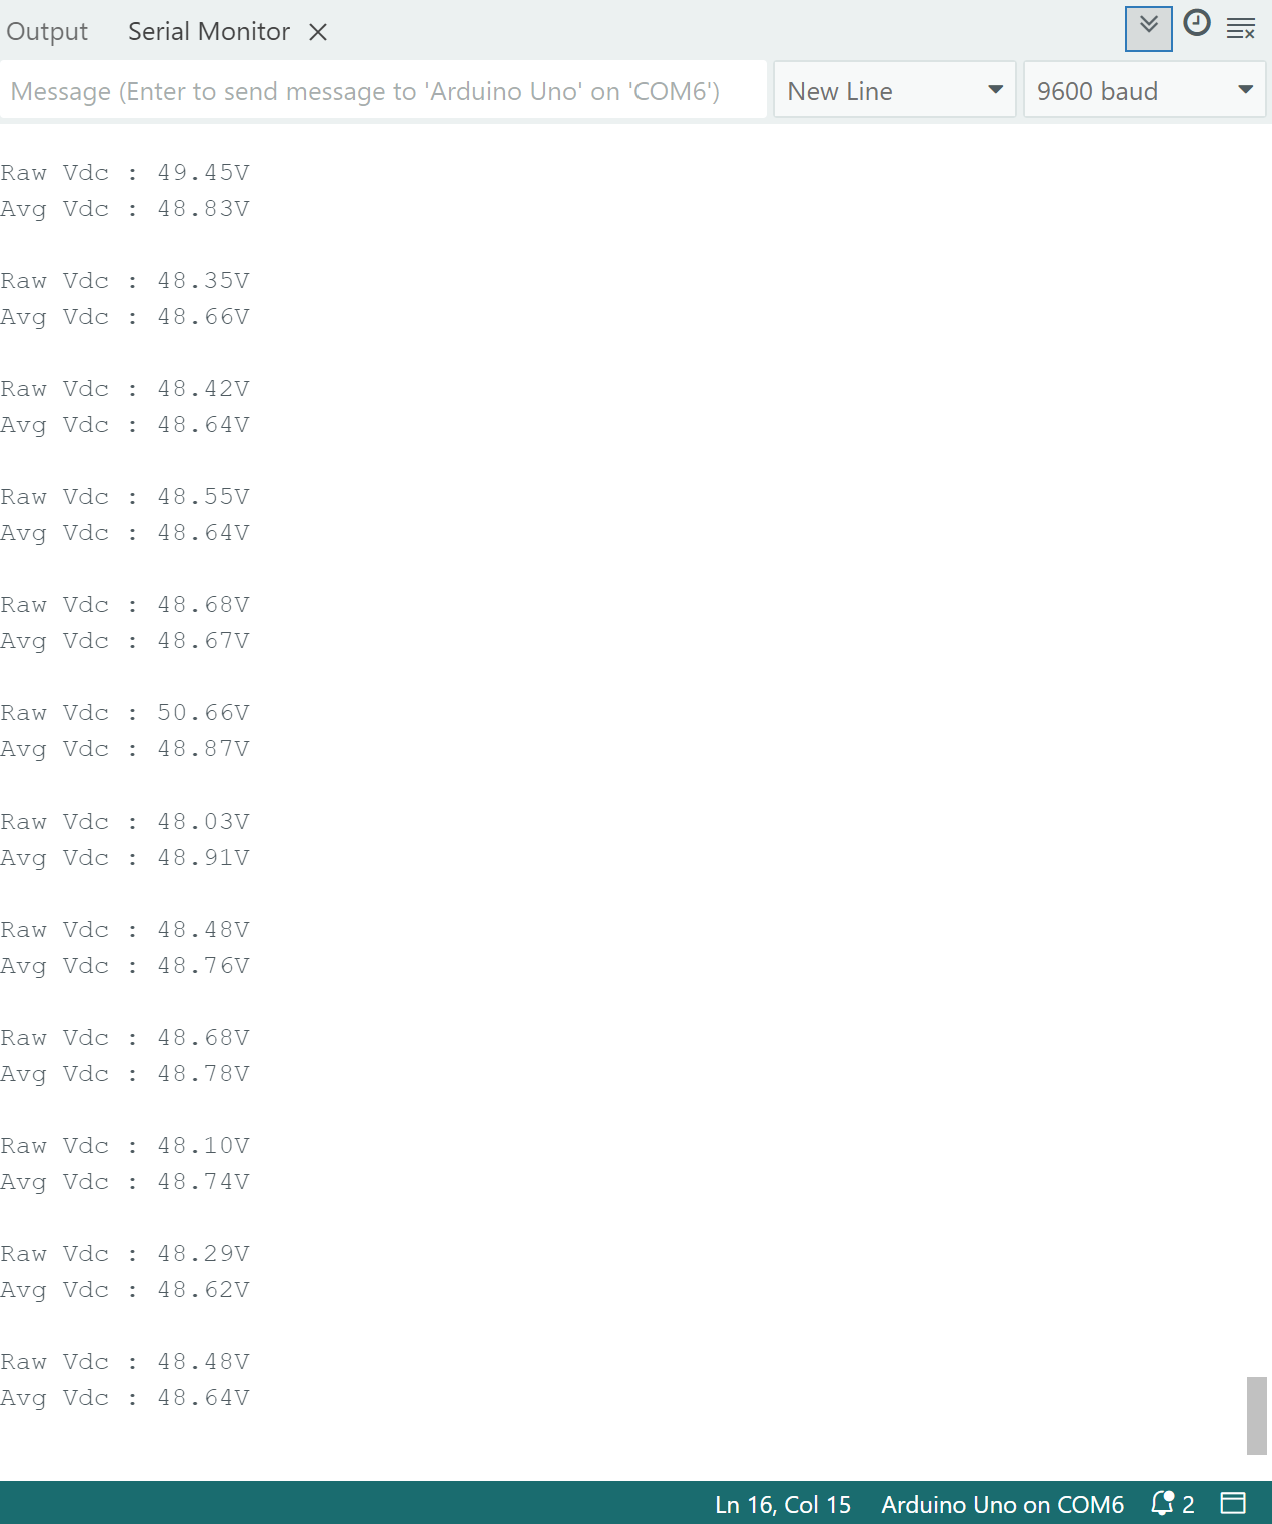 Output Serial Monitor
Message (Enter to send message to 'Arduino Uno' on 'COM6') New Line 9600 baud
Raw Vdc : 49.45V
Avg Vdc : 48.83V
Raw Vdc : 48.35V
Avg Vdc : 48.66V
Raw Vdc : 48.42V
Avg Vdc : 48.64V
Raw Vdc : 48.55V
Avg Vdc : 48.64V
Raw Vdc : 48.68V
Avg Vdc : 48.67V
Raw Vdc : 50.66V
Avg Vdc : 48.87V
Raw Vdc : 48.03V
Avg Vdc : 48.91V
Raw Vdc : 48.48V
Avg Vdc : 48.76V
Raw Vdc : 48.68V
Avg Vdc : 48.78V
Raw Vdc : 48.10V
Avg Vdc : 48.74V
Raw Vdc : 48.29V
Avg Vdc : 48.62V
Raw Vdc : 48.48V
Avg Vdc : 48.64V
Ln 16, Col 15 Arduino Uno on COM6 2